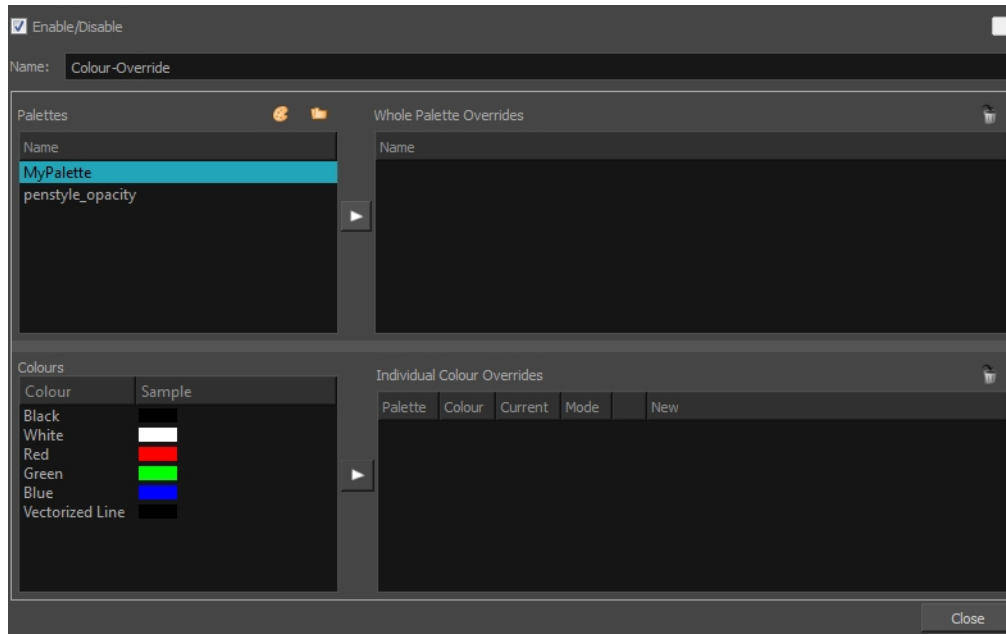 Enable/Disable
Name: Colour-Override
Palettes
Name
MyPalette
penstyle_opacity
Whole Palette Overrides
Name
Colours
Colour Sample
Black
White
Red
Green
Blue
Vectorized Line
Individual Colour Overrides
Palette Colour Current Mode New
Close